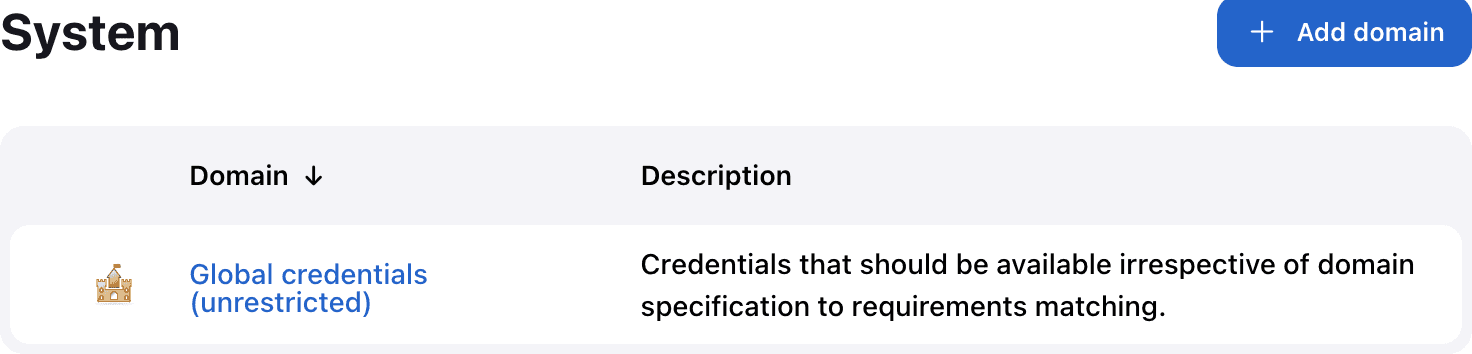 System
Add domain
Domain ↓
Description
Global credentials
(unrestricted)
Credentials that should be available irrespective of domain
specification to requirements matching.